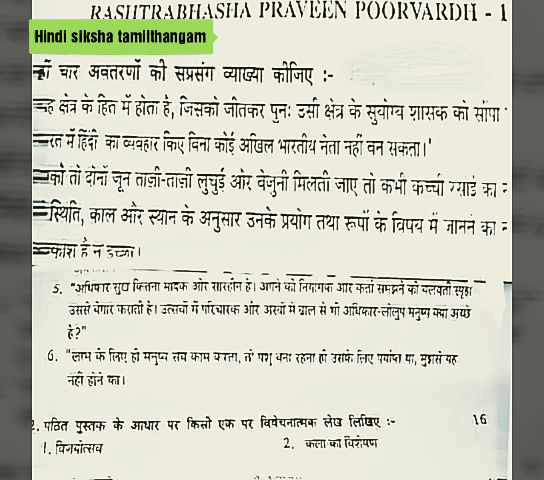 RASHTRABHASHA PRAVEEN POORVARDH - 1
Hindi siksha tamilthangam
चार अवतरणों की सप्रसंग व्याख्या कीजिए :-
क्षेत्र के हित में होता है, जिसको जीतकर पुनः उसी क्षेत्र के सुयोग्य शासक को सौंपा
में हिंदी का व्यवहार किए बिना कोई अखिल भारतीय नेता नहीं बन सकता।'
को तो दोनों जून ताज़ी-ताज़ी लुचुई और वेजुनी मिलती जाए तो कभी कच्ची का
स्थिति, काल और स्थान के अनुसार उनके प्रयोग तथा रूपों के विषय में जानने का
है न इच्छा।
5. "अधिकार सुख कितना मादक और सारहीन है। अपने को नियामक और कर्त्ता समझने की बलवती स्पृहा
उससे बेगार कराती है। उत्सवों में परिचारक और अस्त्रों में ढाल से भी अधिकार-लोलुप मनुष्य क्या अच्छे
है?"
6. "लाभ के लिए ही मनुष्य सब काम करता, तो पशु बना रहना ही उसके लिए पर्याप्त था, मुझसे यह
नहीं होने का।
2. पठित पुस्तक के आधार पर किसी एक पर विवेचनात्मक लेख लिखिए :- 16
1. विजयोत्सव 2. कला का विशेषण